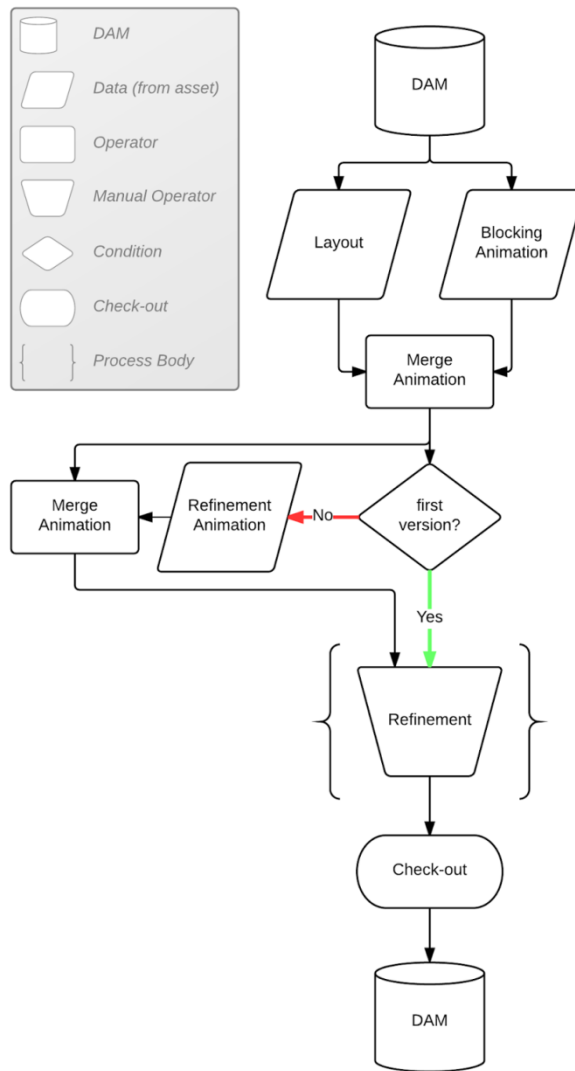 DAM
Data (from asset)
Operator
Manual Operator
Condition
Check-out
Process Body
DAM
Layout
Blocking
Animation
Merge
Animation
Merge
Animation
Refinement
Animation
No
first
version?
Yes
Refinement
Check-out
DAM